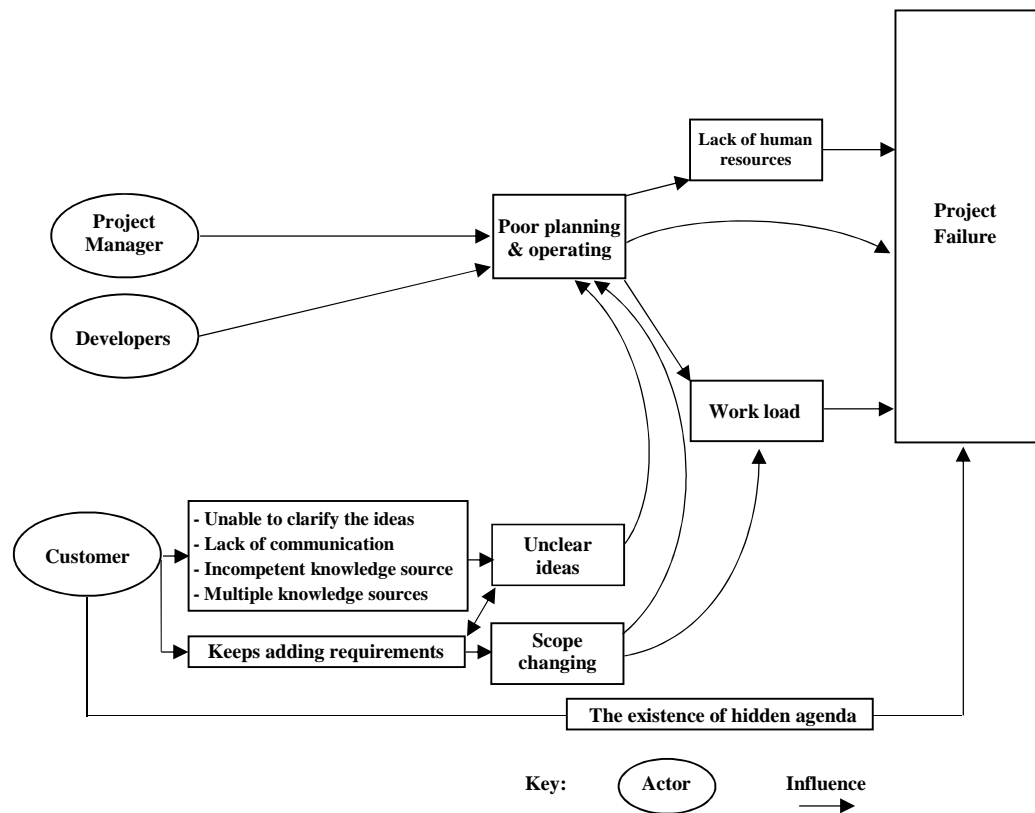 Lack of human
resources
Project
Manager
Poor planning
& operating
Project
Failure
Developers
Work load
Customer
- Unable to clarify the ideas
- Lack of communication
- Incompetent knowledge source
- Multiple knowledge sources
Unclear
ideas
Keeps adding requirements
Scope
changing
The existence of hidden agenda
Key:
Actor
Influence